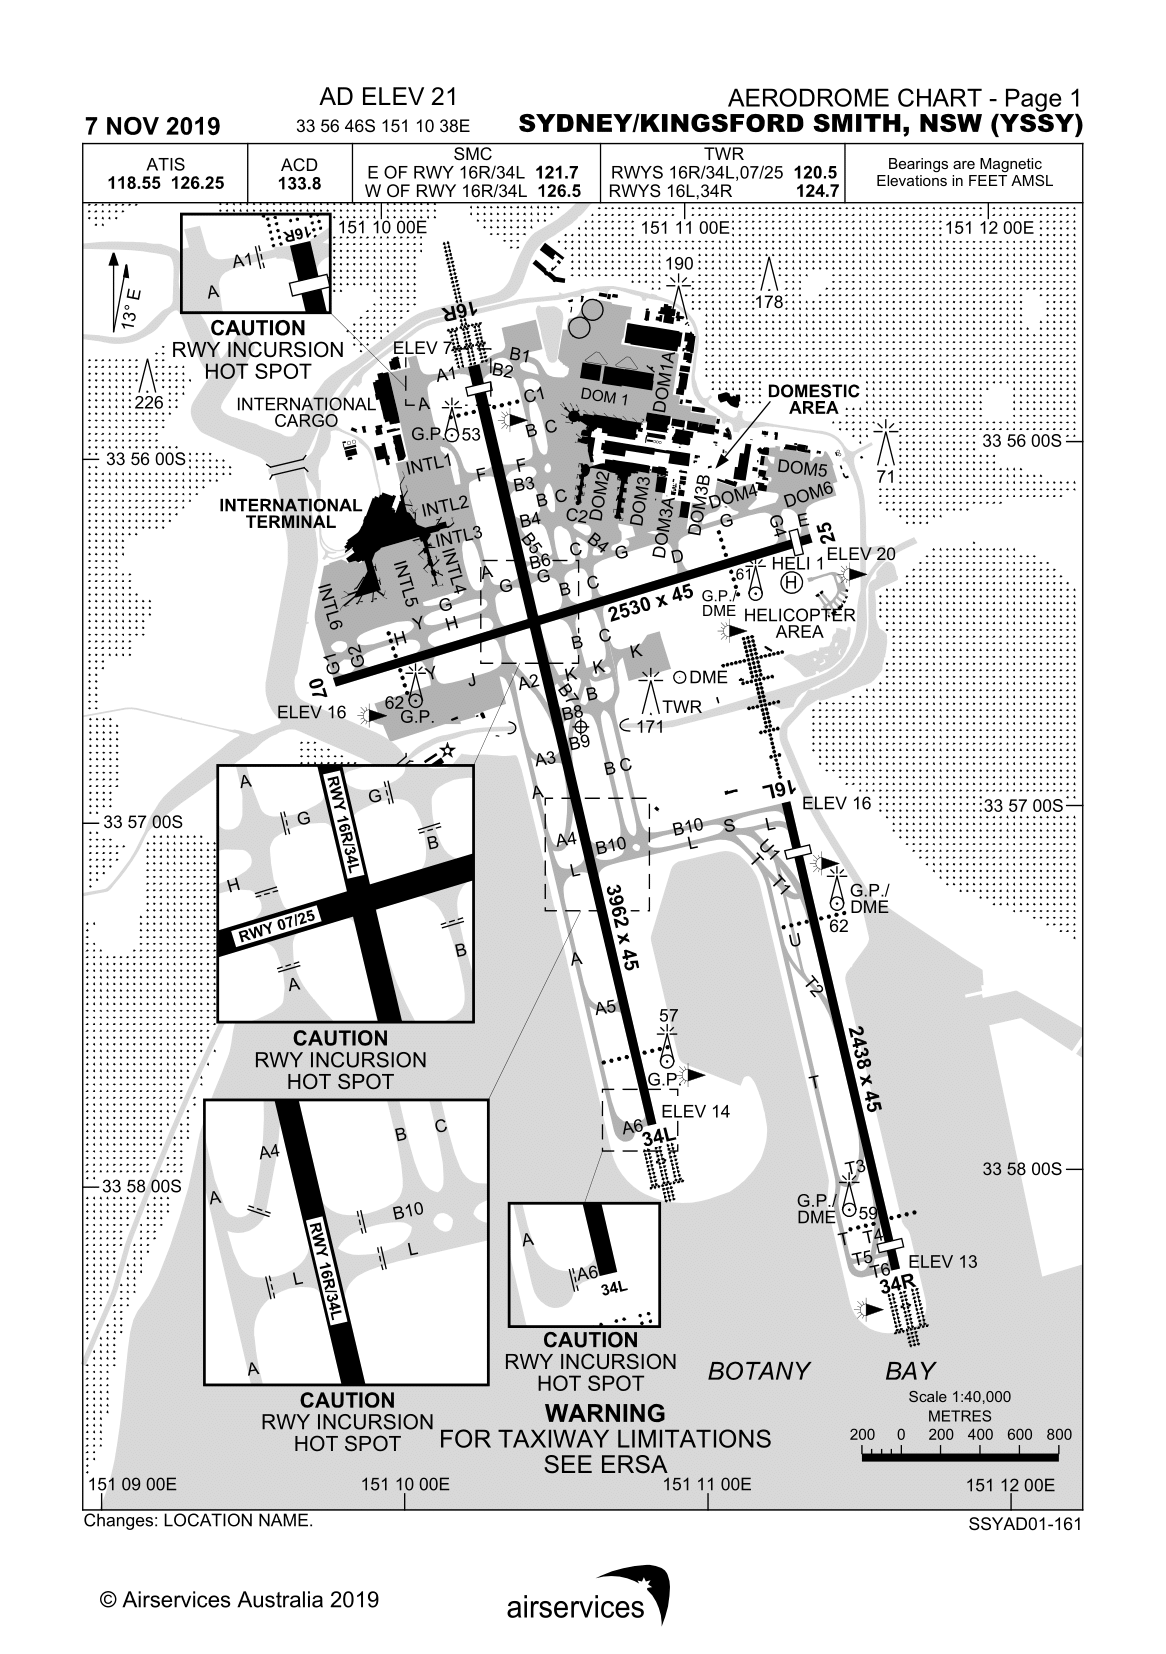 AD ELEV 21
AERODROME CHART - Page 1
7 NOV 2019
33 56 46S 151 10 38E
SYDNEY/KINGSFORD SMITH, NSW (YSSY)
ATIS
118.55 126.25
ACD
133.8
SMC
E OF RWY 16R/34L 121.7
W OF RWY 16R/34L 126.5
TWR
RWYS 16R/34L,07/25 120.5
RWYS 16L,34R 124.7
Bearings are Magnetic
Elevations in FEET AMSL
151 10 00E
151 11 00E
151 12 00E
16R
A1
A
13° E
CAUTION
RWY INCURSION
HOT SPOT
190
178
226
16R
ELEV 7
B1
A1
B2
A
C1
INTERNATIONAL
CARGO
G.P.
53
B C
DOM 1
DOM1A
DOMESTIC
AREA
33 56 00S
33 56 00S
71
INTL1
F
F
B3
B C
DOM2
DOM3
DOM3A
DOM3B
DOM4
DOM5
DOM6
INTERNATIONAL
TERMINAL
INTL2
INTL3
INTL4
INTL5
INTL6
B4
C2
B5
B6
C
B4
G
D
G
G4
E
25
ELEV 20
A
G
G
B
C
61
HELI 1
H
G.P./
DME
HELICOPTER
AREA
2530 x 45
G
Y
H
H
G1
G2
07
Y
J
A2
B
C
K
K
K
B7
B
B8
B9
DME
TWR
171
ELEV 16
62
G.P.
A3
A
B C
16L
ELEV 16
33 57 00S
33 57 00S
A
RWY 16R/34L
G
G
B
H
RWY 07/25
B
A
CAUTION
RWY INCURSION
HOT SPOT
A4
B10
L
B10
L
S
L
U1
T
T1
G.P./
DME
62
U
T2
3962 x 45
A
A5
57
G.P.
ELEV 14
A6
34L
2438 x 45
T
T3
33 58 00S
33 58 00S
G.P./
DME
59
T
T4
T5
T6
ELEV 13
34R
A4
B
C
A
B10
L
L
RWY 16R/34L
A
CAUTION
RWY INCURSION
HOT SPOT
A
A6
34L
CAUTION
RWY INCURSION
HOT SPOT
BOTANY BAY
Scale 1:40,000
METRES
200 0 200 400 600 800
WARNING
FOR TAXIWAY LIMITATIONS
SEE ERSA
151 09 00E
151 10 00E
151 11 00E
151 12 00E
Changes: LOCATION NAME.
SSYAD01-161
© Airservices Australia 2019
airservices